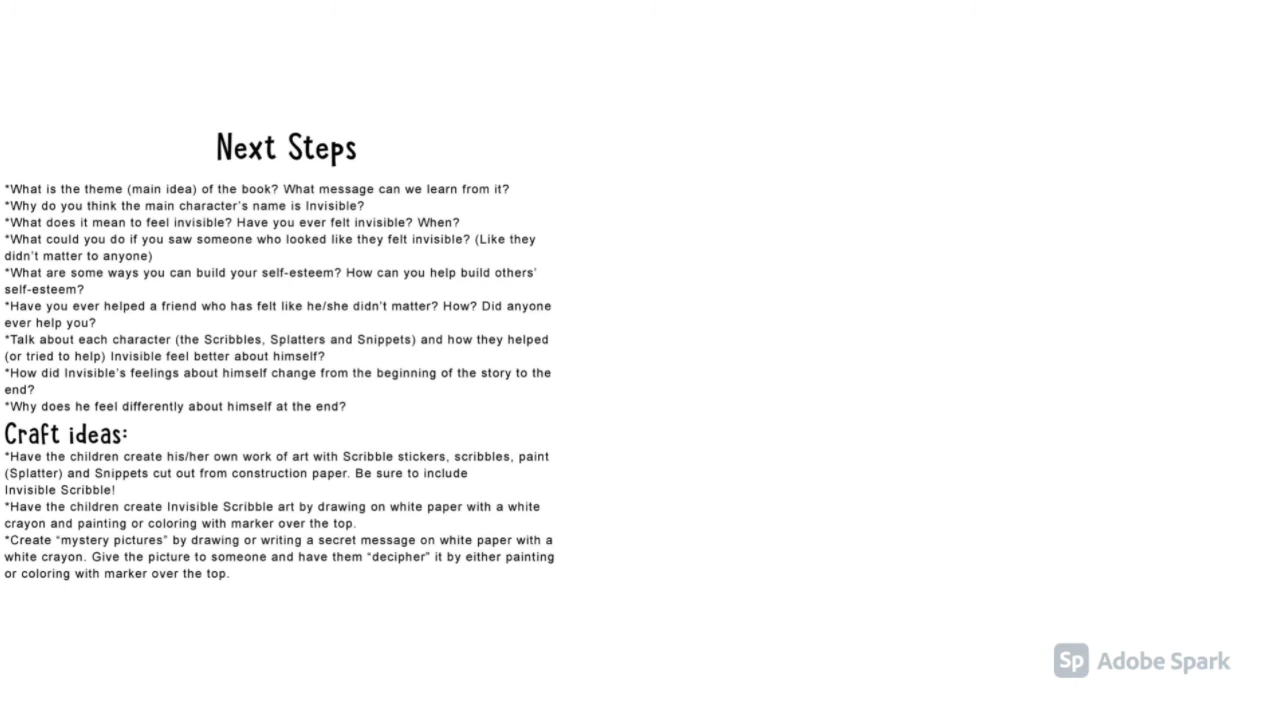 Next Steps
*What is the theme (main idea) of the book? What message can we learn from it?
*Why do you think the main character's name is Invisible?
*What does it mean to feel invisible? Have you ever felt invisible? When?
*What could you do if you saw someone who looked like they felt invisible? (Like they
didn't matter to anyone)
*What are some ways you can build your self-esteem? How can you help build others'
self-esteem?
*Have you ever helped a friend who has felt like he/she didn't matter? How? Did anyone
ever help you?
*Talk about each character (the Scribbles, Splatters and Snippets) and how they helped
(or tried to help) Invisible feel better about himself?
*How did Invisible's feelings about himself change from the beginning of the story to the
end?
*Why does he feel differently about himself at the end?
Craft ideas:
*Have the children create his/her own work of art with Scribble stickers, scribbles, paint
(Splatter) and Snippets cut out from construction paper. Be sure to include
Invisible Scribble!
*Have the children create Invisible Scribble art by drawing on white paper with a white
crayon and painting or coloring with marker over the top.
*Create "mystery pictures" by drawing or writing a secret message on white paper with a
white crayon. Give the picture to someone and have them "decipher" it by either painting
or coloring with marker over the top.
Sp Adobe Spark